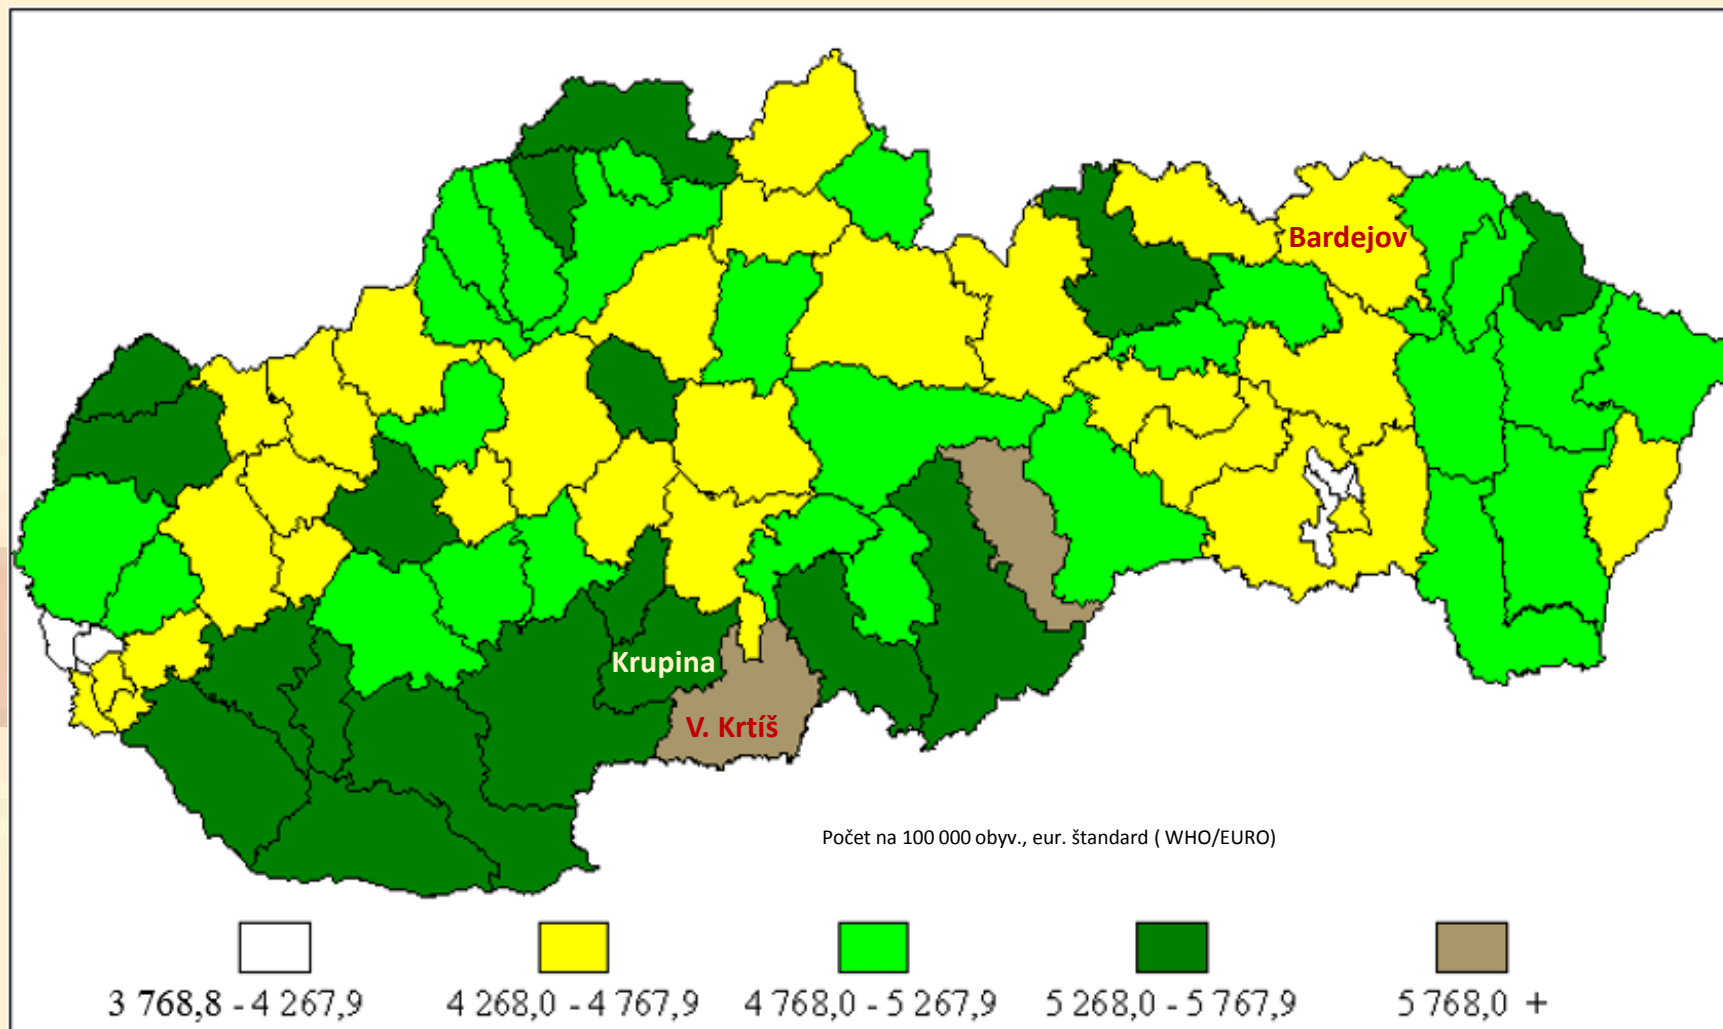 Bardejov
Krupina
V. Krtíš
Počet na 100 000 obyv., eur. štandard ( WHO/EURO)
3 768,8 - 4 267,9 4 268,0 - 4 767,9 4 768,0 - 5 267,9 5 268,0 - 5 767,9 5 768,0 +